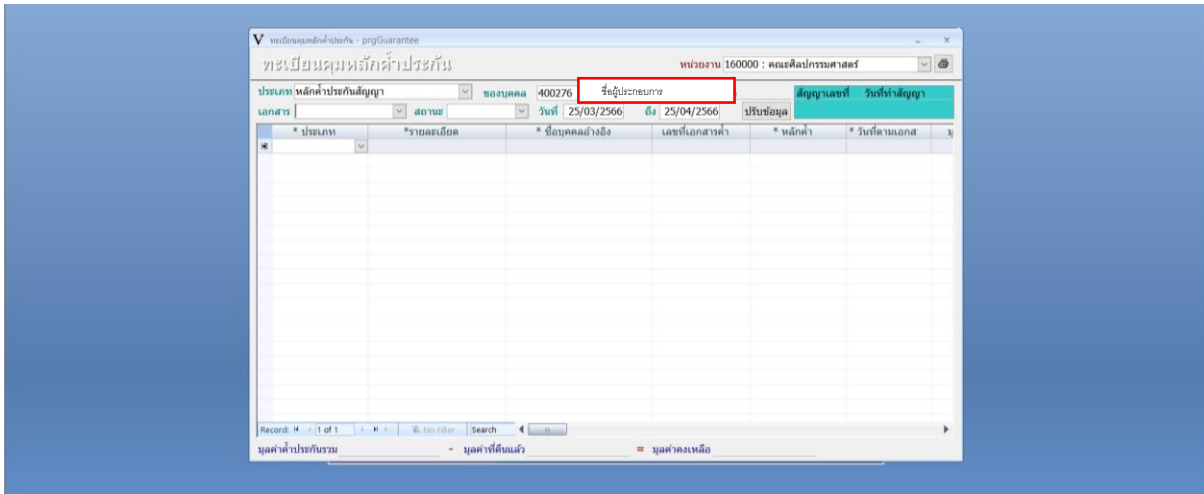 V ทะเบียนคุมหลักค้ำประกัน - prgGuarantee
ทะเบียนคุมหลักค้ำประกัน หน่วยงาน 160000 : คณะศิลปกรรมศาสตร์
ประเภท หลักค้ำประกันสัญญา ของบุคคล 400276 ชื่อผู้ประกอบการ สัญญาเลขที่ วันที่ทำสัญญา
เอกสาร สถานะ วันที่ 25/03/2566 ถึง 25/04/2566 ปรับข้อมูล
* ประเภท *รายละเอียด * ชื่อบุคคลอ้างอิง เลขที่เอกสารค้ำ * หลักค้ำ * วันที่ตามเอกส
Record: 1 of 1 No Filter Search
มูลค่าค้ำประกันรวม - มูลค่าที่คืนแล้ว = มูลค่าคงเหลือ